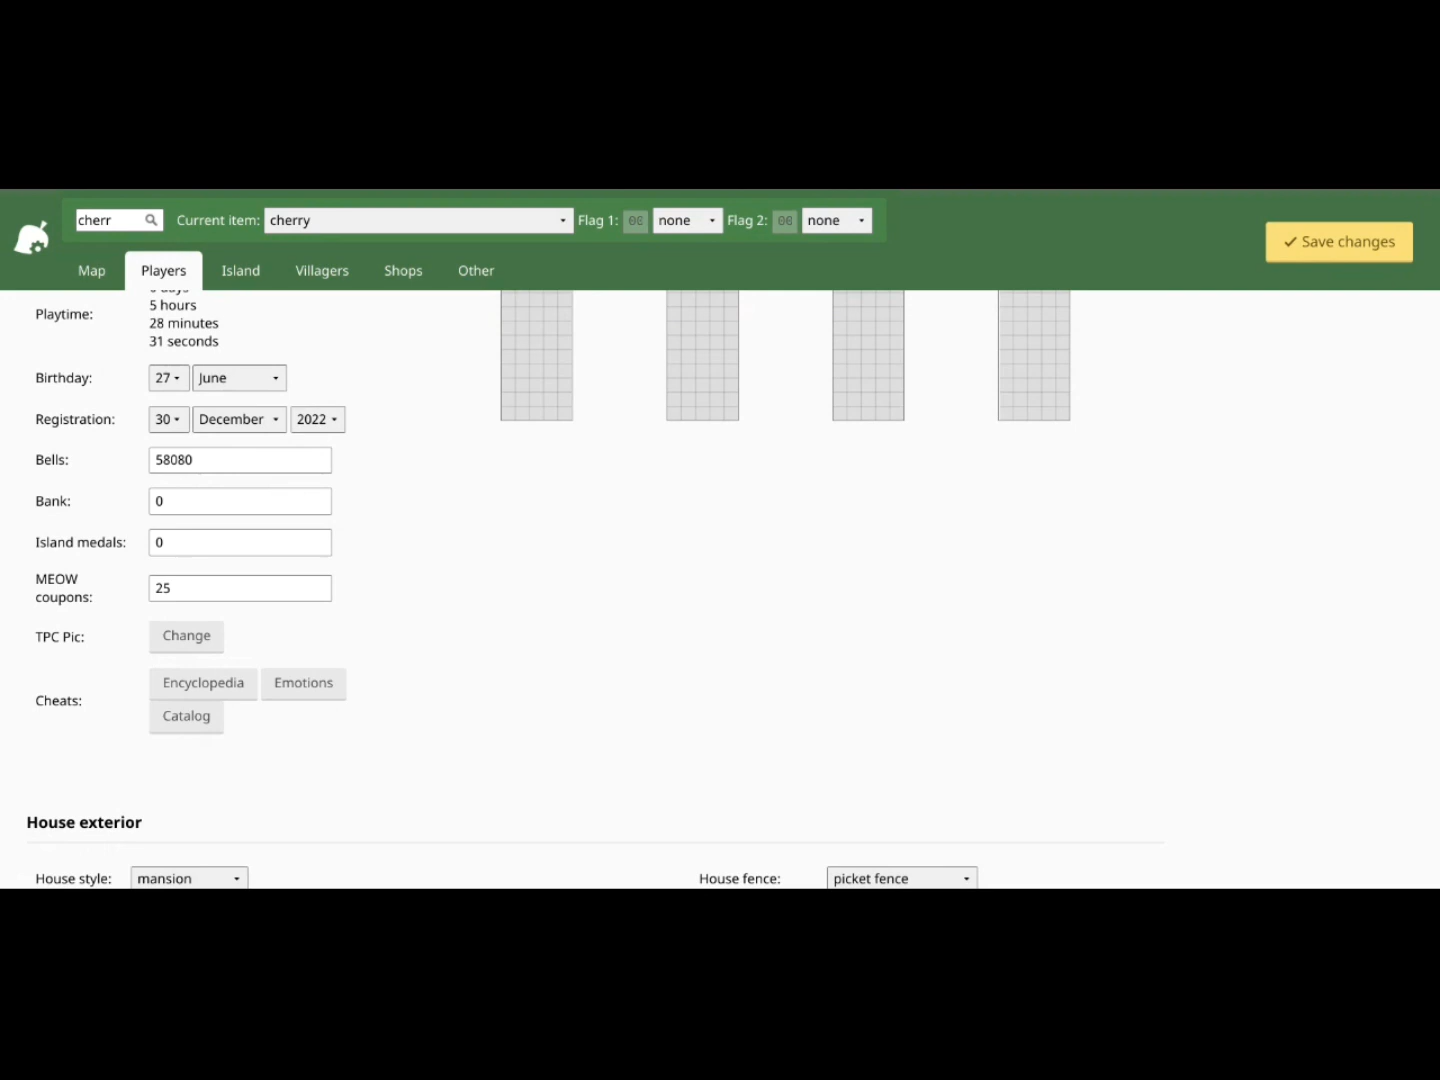 cherr Current item: cherry Flag 1: 00 none Flag 2: 00 none
Save changes
Map Players Island Villagers Shops Other
Playtime:
5 hours
28 minutes
31 seconds
Birthday: 27 June
Registration: 30 December 2022
Bells: 58080
Bank: 0
Island medals: 0
MEOW
coupons: 25
TPC Pic: Change
Cheats: Encyclopedia Emotions
Catalog
House exterior
House style: mansion House fence: picket fence